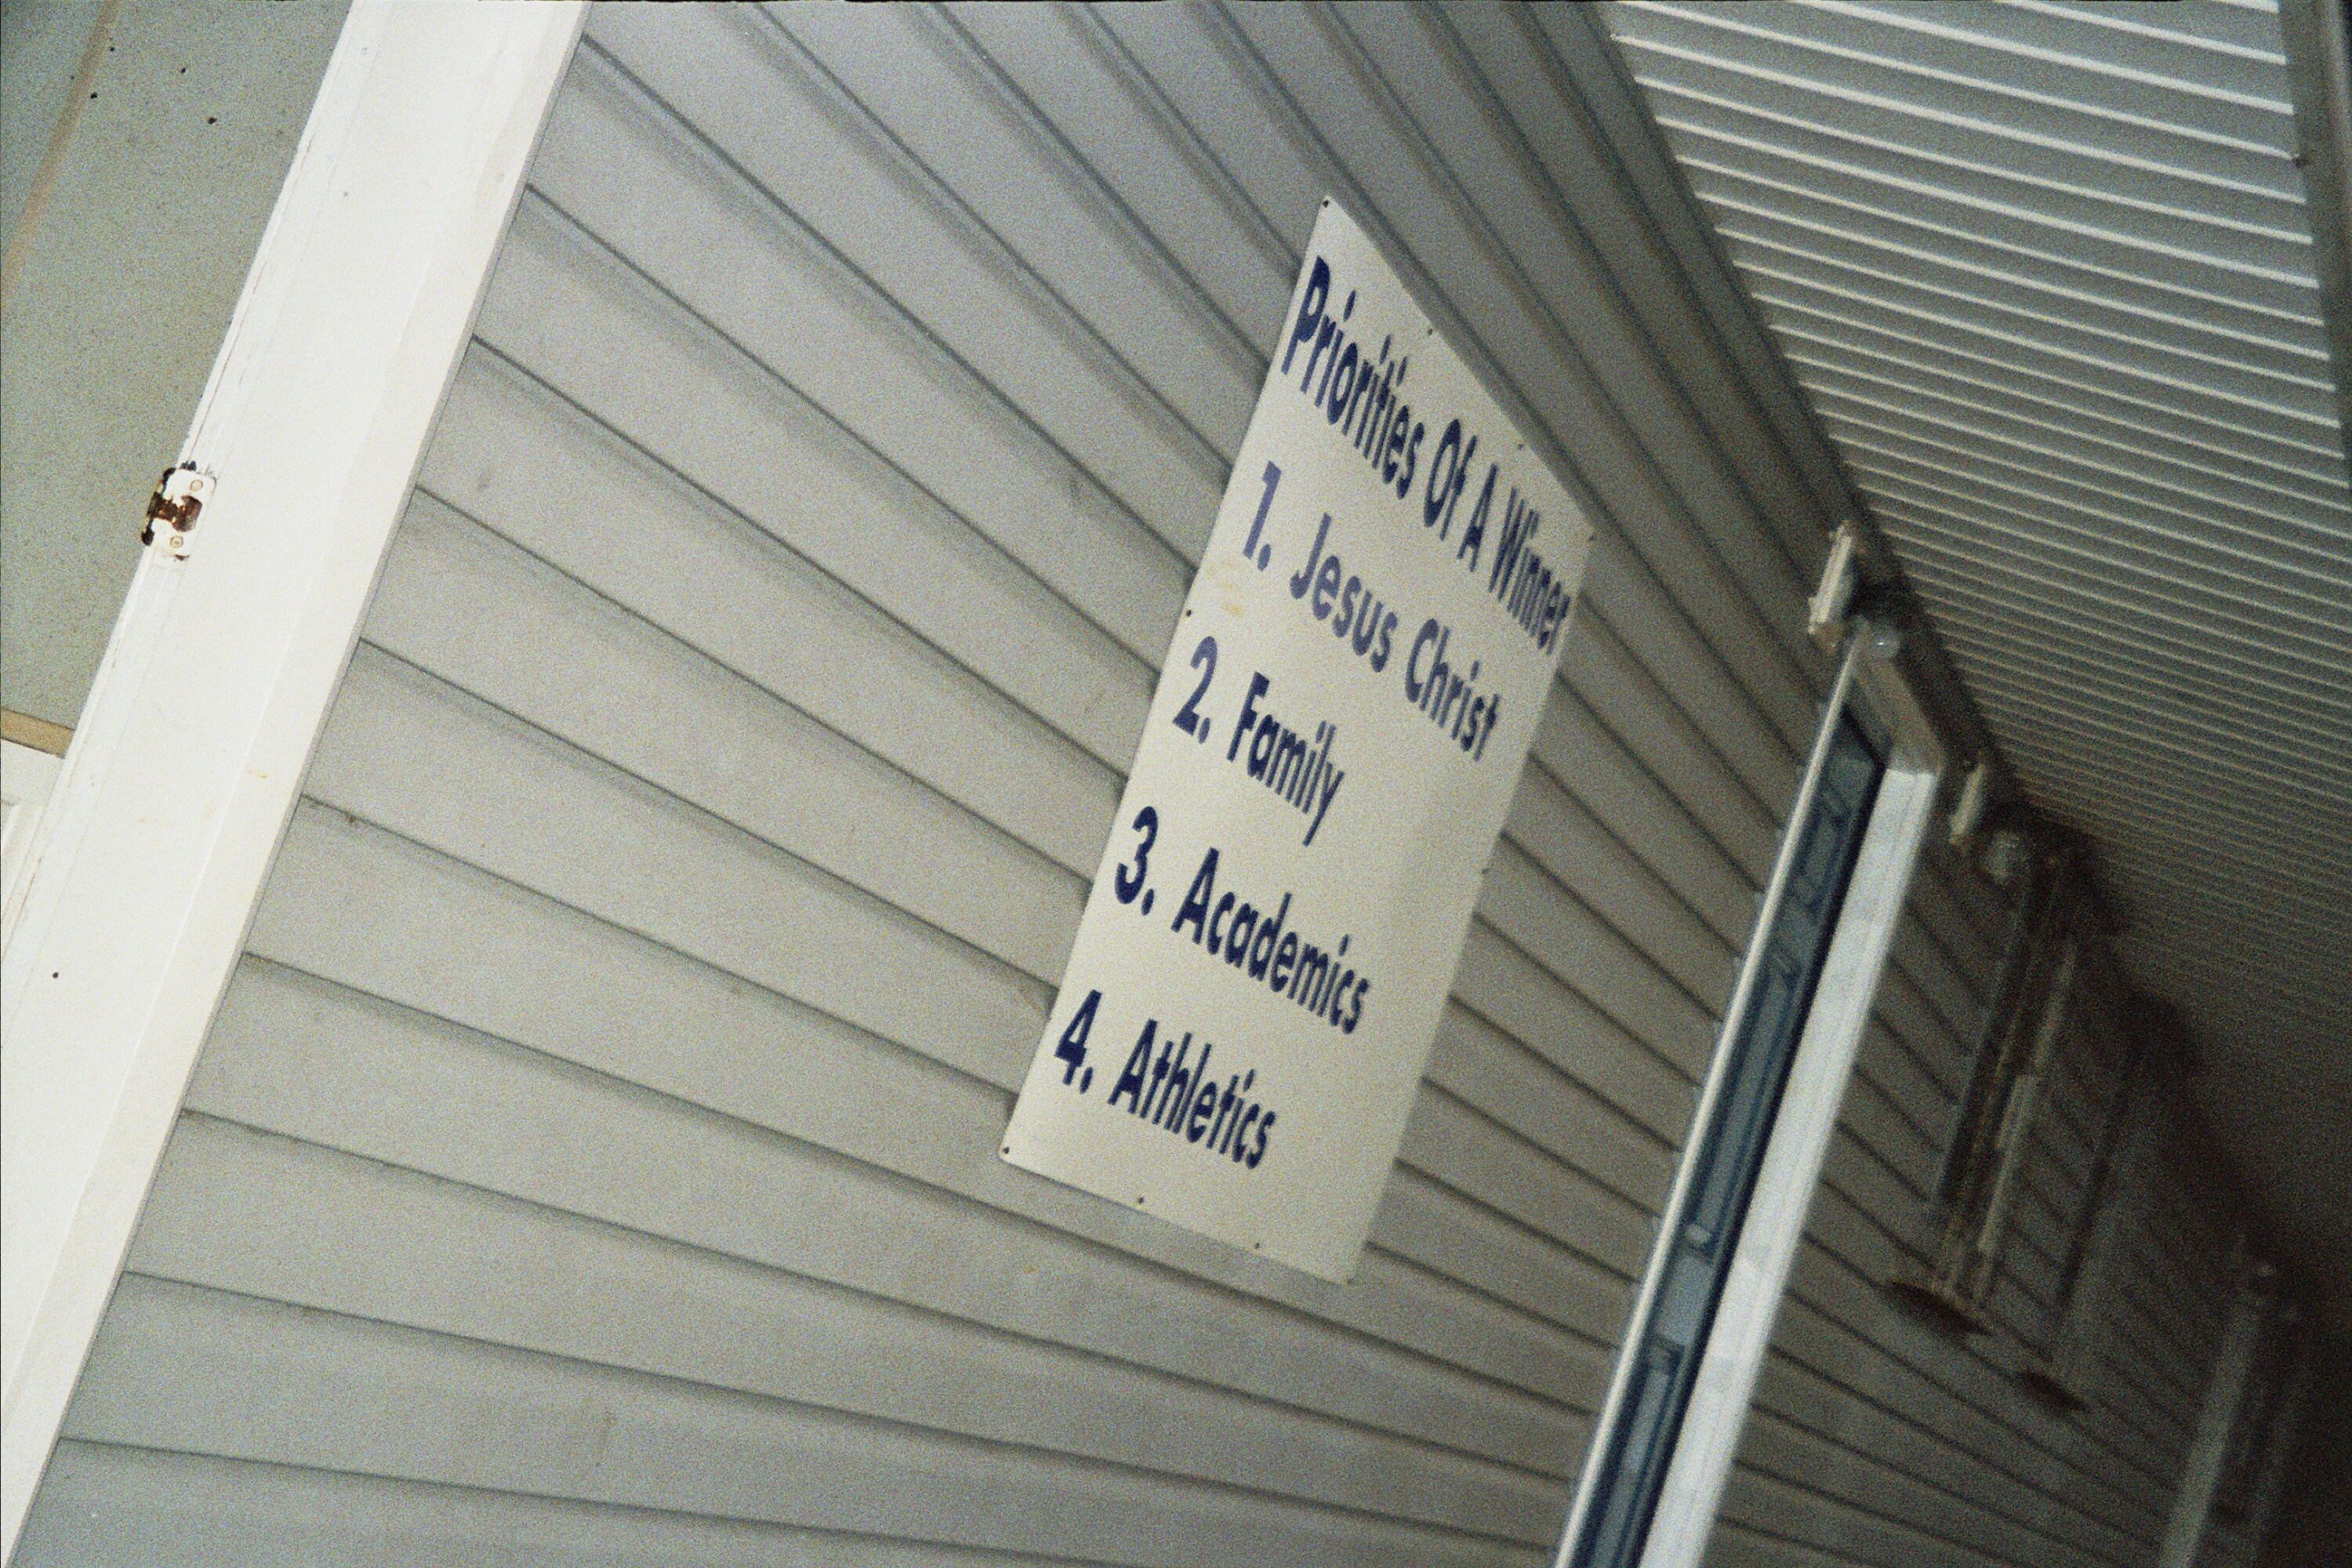 Priorities Of A Winner
1. Jesus Christ
2. Family
3. Academics
4. Athletics